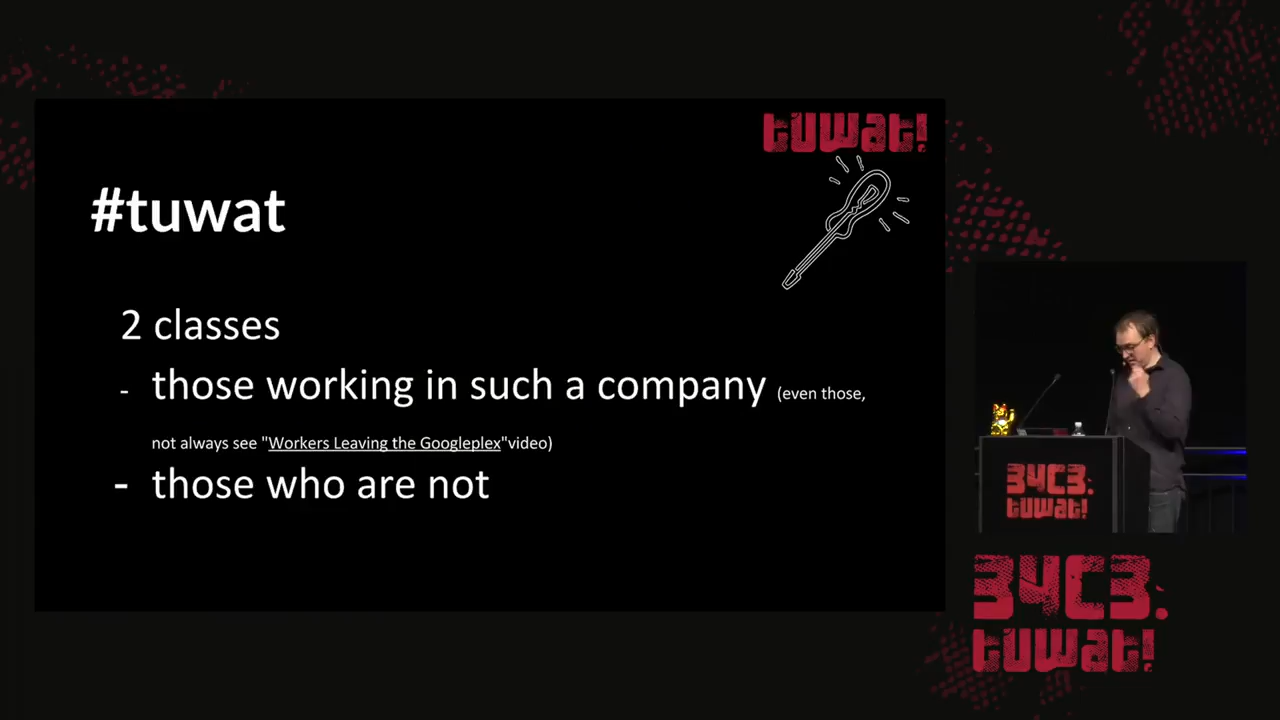 tuwat!
#tuwat
2 classes
- those working in such a company (even those,
not always see "Workers Leaving the Googleplex"video)
- those who are not
34C3.
tuwat!
34C3.
tuwat!